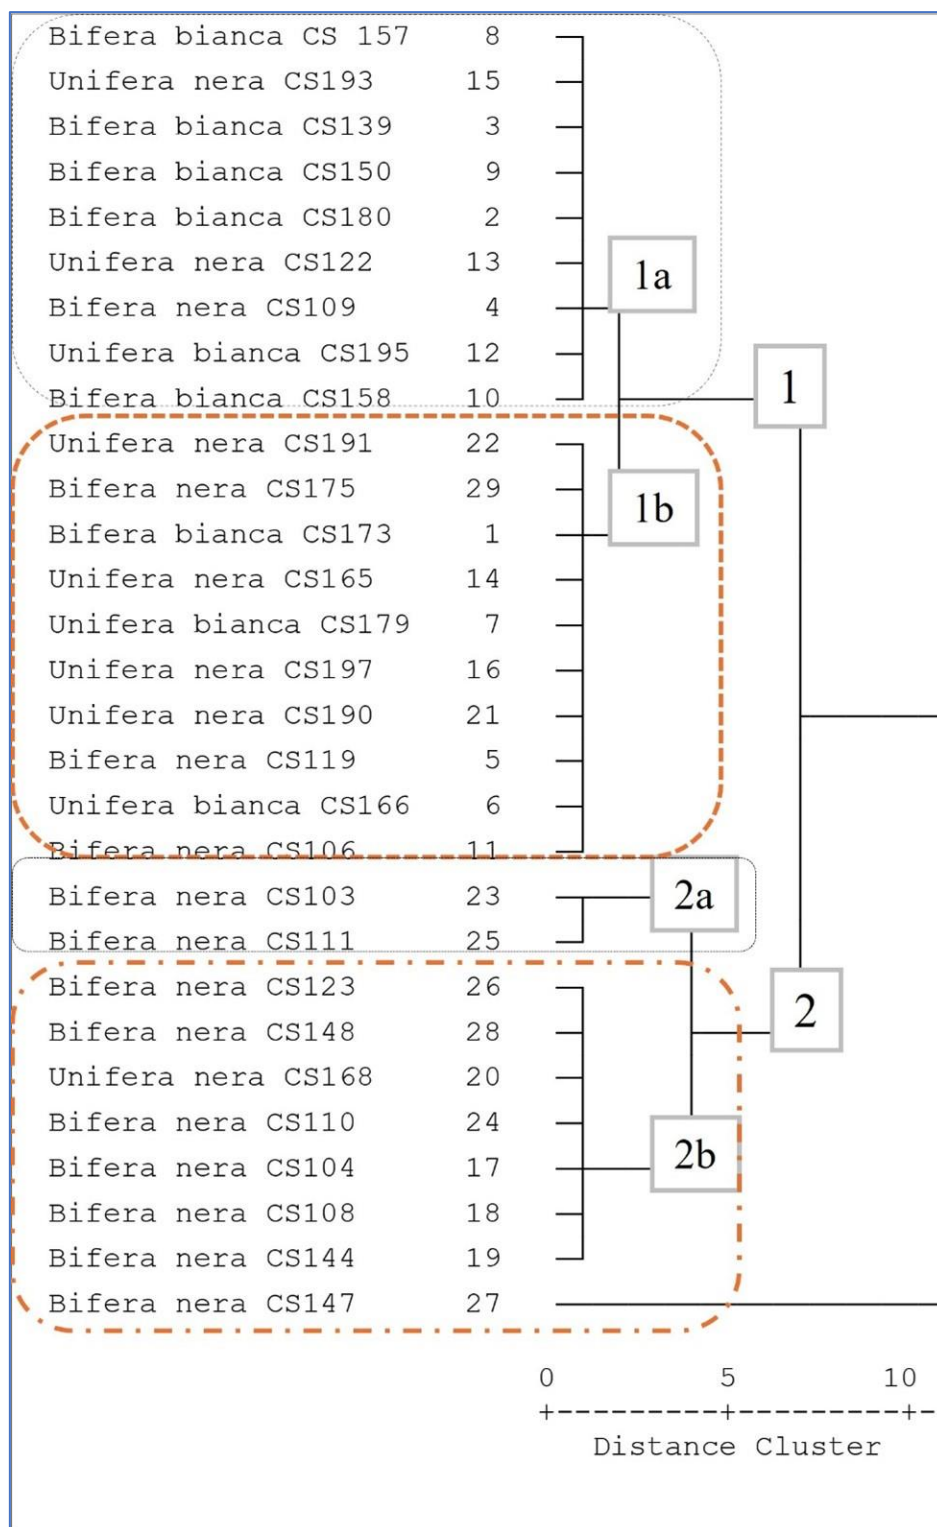 Bifera bianca CS 157 8
Unifera nera CS193 15
Bifera bianca CS139 3
Bifera bianca CS150 9
Bifera bianca CS180 2
Unifera nera CS122 13
1a
Bifera nera CS109 4
Unifera bianca CS195 12
1
Bifera bianca CS158 10
Unifera nera CS191 22
Bifera nera CS175 29
1b
Bifera bianca CS173 1
Unifera nera CS165 14
Unifera bianca CS179 7
Unifera nera CS197 16
Unifera nera CS190 21
Bifera nera CS119 5
Unifera bianca CS166 6
Bifera nera CS106 11
Bifera nera CS103 23 2a
Bifera nera CS111 25
Bifera nera CS123 26
2
Bifera nera CS148 28
Unifera nera CS168 20
Bifera nera CS110 24
2b
Bifera nera CS104 17
Bifera nera CS108 18
Bifera nera CS144 19
Bifera nera CS147 27
0 5 10
+---------+---------+-
Distance Cluster